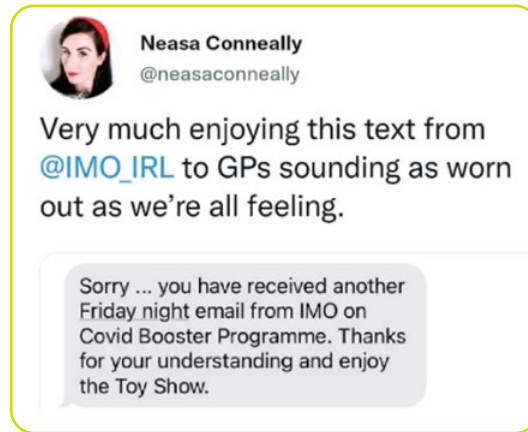 Neasa Conneally
@neasaconneally
Very much enjoying this text from
@IMO_IRL to GPs sounding as worn
out as we’re all feeling.
Sorry ... you have received another
Friday night email from IMO on
Covid Booster Programme. Thanks
for your understanding and enjoy
the Toy Show.